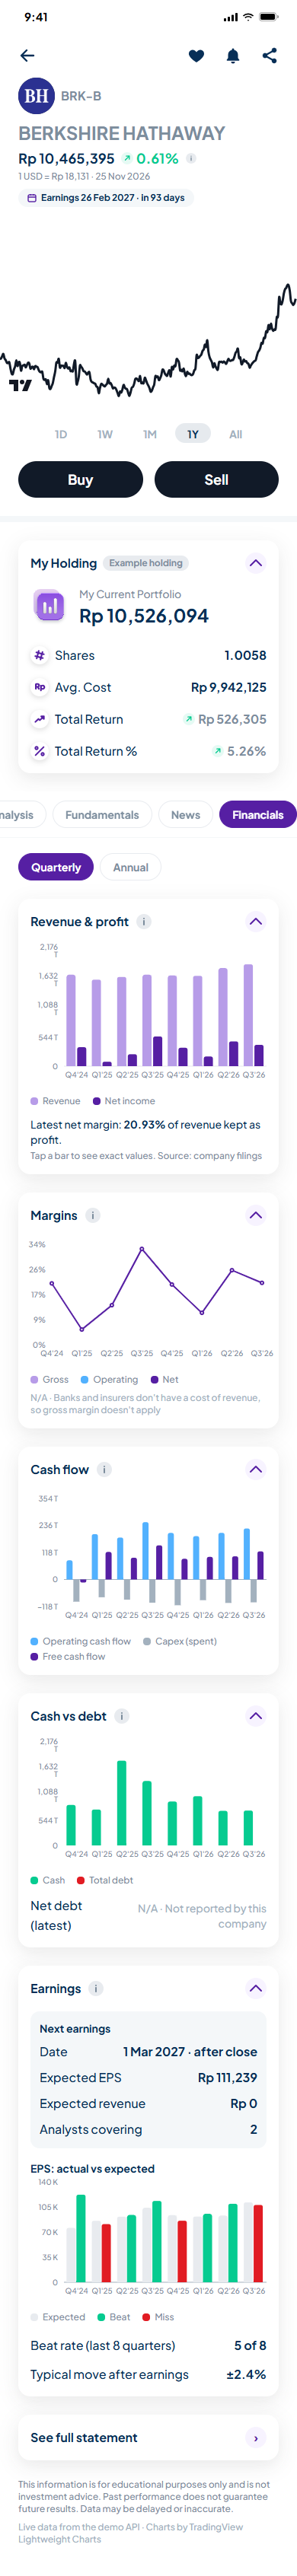 9:41
BH BRK-B
BERKSHIRE HATHAWAY
Rp 10,465,395 0.61% i
1 USD = Rp 18,131 · 25 Nov 2026
Earnings 26 Feb 2027 · in 93 days
1D 1W 1M 1Y All
Buy Sell
My Holding Example holding
My Current Portfolio
Rp 10,526,094
Shares 1.0058
Rp Avg. Cost Rp 9,942,125
Total Return Rp 526,305
Total Return % 5.26%
nalysis Fundamentals News Financials
Quarterly Annual
Revenue & profit i
2,176
T
1,632
T
1,088
T
544 T
0
Q4'24 Q1'25 Q2'25 Q3'25 Q4'25 Q1'26 Q2'26 Q3'26
Revenue Net income
Latest net margin: 20.93% of revenue kept as
profit.
Tap a bar to see exact values. Source: company filings
Margins i
34%
26%
17%
9%
0%
Q4'24 Q1'25 Q2'25 Q3'25 Q4'25 Q1'26 Q2'26 Q3'26
Gross Operating Net
N/A · Banks and insurers don't have a cost of revenue,
so gross margin doesn't apply
Cash flow i
354 T
236 T
118 T
0
-118 T
Q4'24 Q1'25 Q2'25 Q3'25 Q4'25 Q1'26 Q2'26 Q3'26
Operating cash flow Capex (spent)
Free cash flow
Cash vs debt i
2,176
T
1,632
T
1,088
T
544 T
0
Q4'24 Q1'25 Q2'25 Q3'25 Q4'25 Q1'26 Q2'26 Q3'26
Cash Total debt
Net debt
(latest)
N/A · Not reported by this
company
Earnings i
Next earnings
Date 1 Mar 2027 · after close
Expected EPS Rp 111,239
Expected revenue Rp 0
Analysts covering 2
EPS: actual vs expected
140 K
105 K
70 K
35 K
0
Q4'24 Q1'25 Q2'25 Q3'25 Q4'25 Q1'26 Q2'26 Q3'26
Expected Beat Miss
Beat rate (last 8 quarters) 5 of 8
Typical move after earnings ±2.4%
See full statement ›
This information is for educational purposes only and is not
investment advice. Past performance does not guarantee
future results. Data may be delayed or inaccurate.
Live data from the demo API · Charts by TradingView
Lightweight Charts